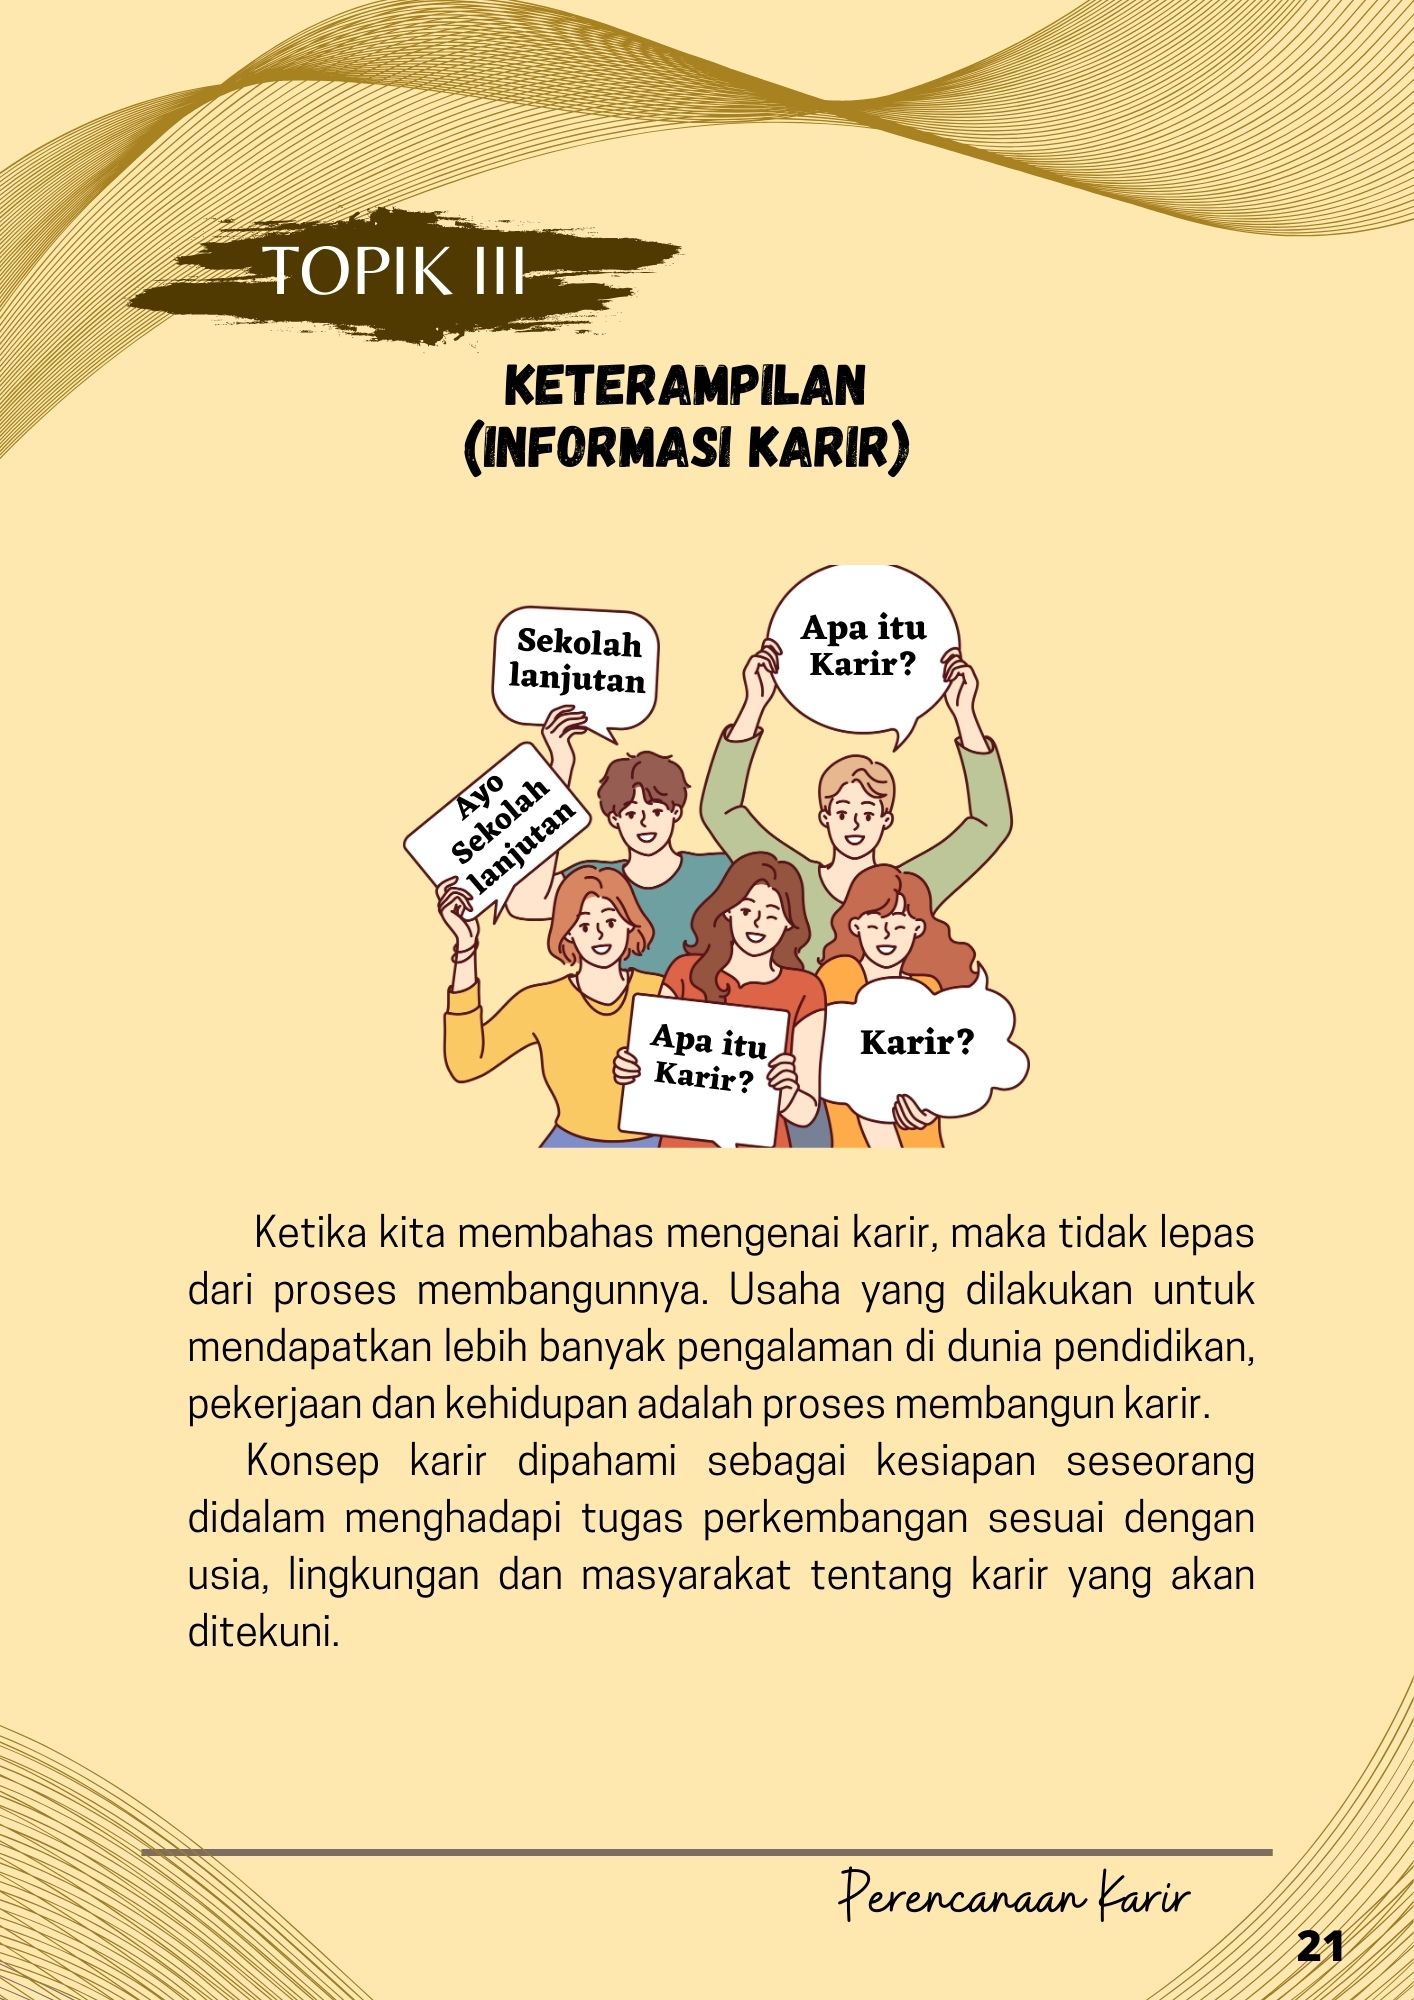 TOPIK III
KETERAMPILAN
(INFORMASI KARIR)
Sekolah
lanjutan
Apa itu
Karir?
Ayo
Sekolah
lanjutan
Apa itu
Karir?
Karir?
Ketika kita membahas mengenai karir, maka tidak lepas
dari proses membangunnya. Usaha yang dilakukan untuk
mendapatkan lebih banyak pengalaman di dunia pendidikan,
pekerjaan dan kehidupan adalah proses membangun karir.
Konsep karir dipahami sebagai kesiapan seseorang
didalam menghadapi tugas perkembangan sesuai dengan
usia, lingkungan dan masyarakat tentang karir yang akan
ditekuni.
Perencanaan Karir
21